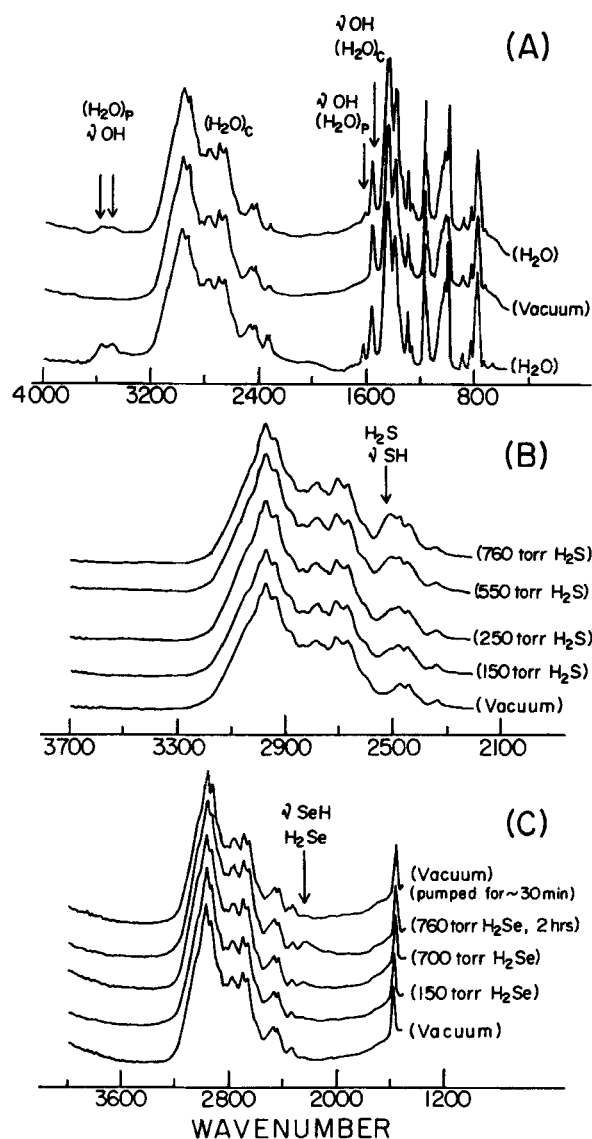 ν OH
(H₂O)C
(A)
(H₂O)P
ν OH
(H₂O)C
ν OH
(H₂O)P
(H₂O)
(Vacuum)
(H₂O)
4000 3200 2400 1600 800
H₂S
ν SH
(B)
(760 torr H₂S)
(550 torr H₂S)
(250 torr H₂S)
(150 torr H₂S)
(Vacuum)
3700 3300 2900 2500 2100
ν SeH
H₂Se
(C)
(Vacuum)
(pumped for ~30 min)
(760 torr H₂Se, 2 hrs)
(700 torr H₂Se)
(150 torr H₂Se)
(Vacuum)
3600 2800 2000 1200
WAVENUMBER